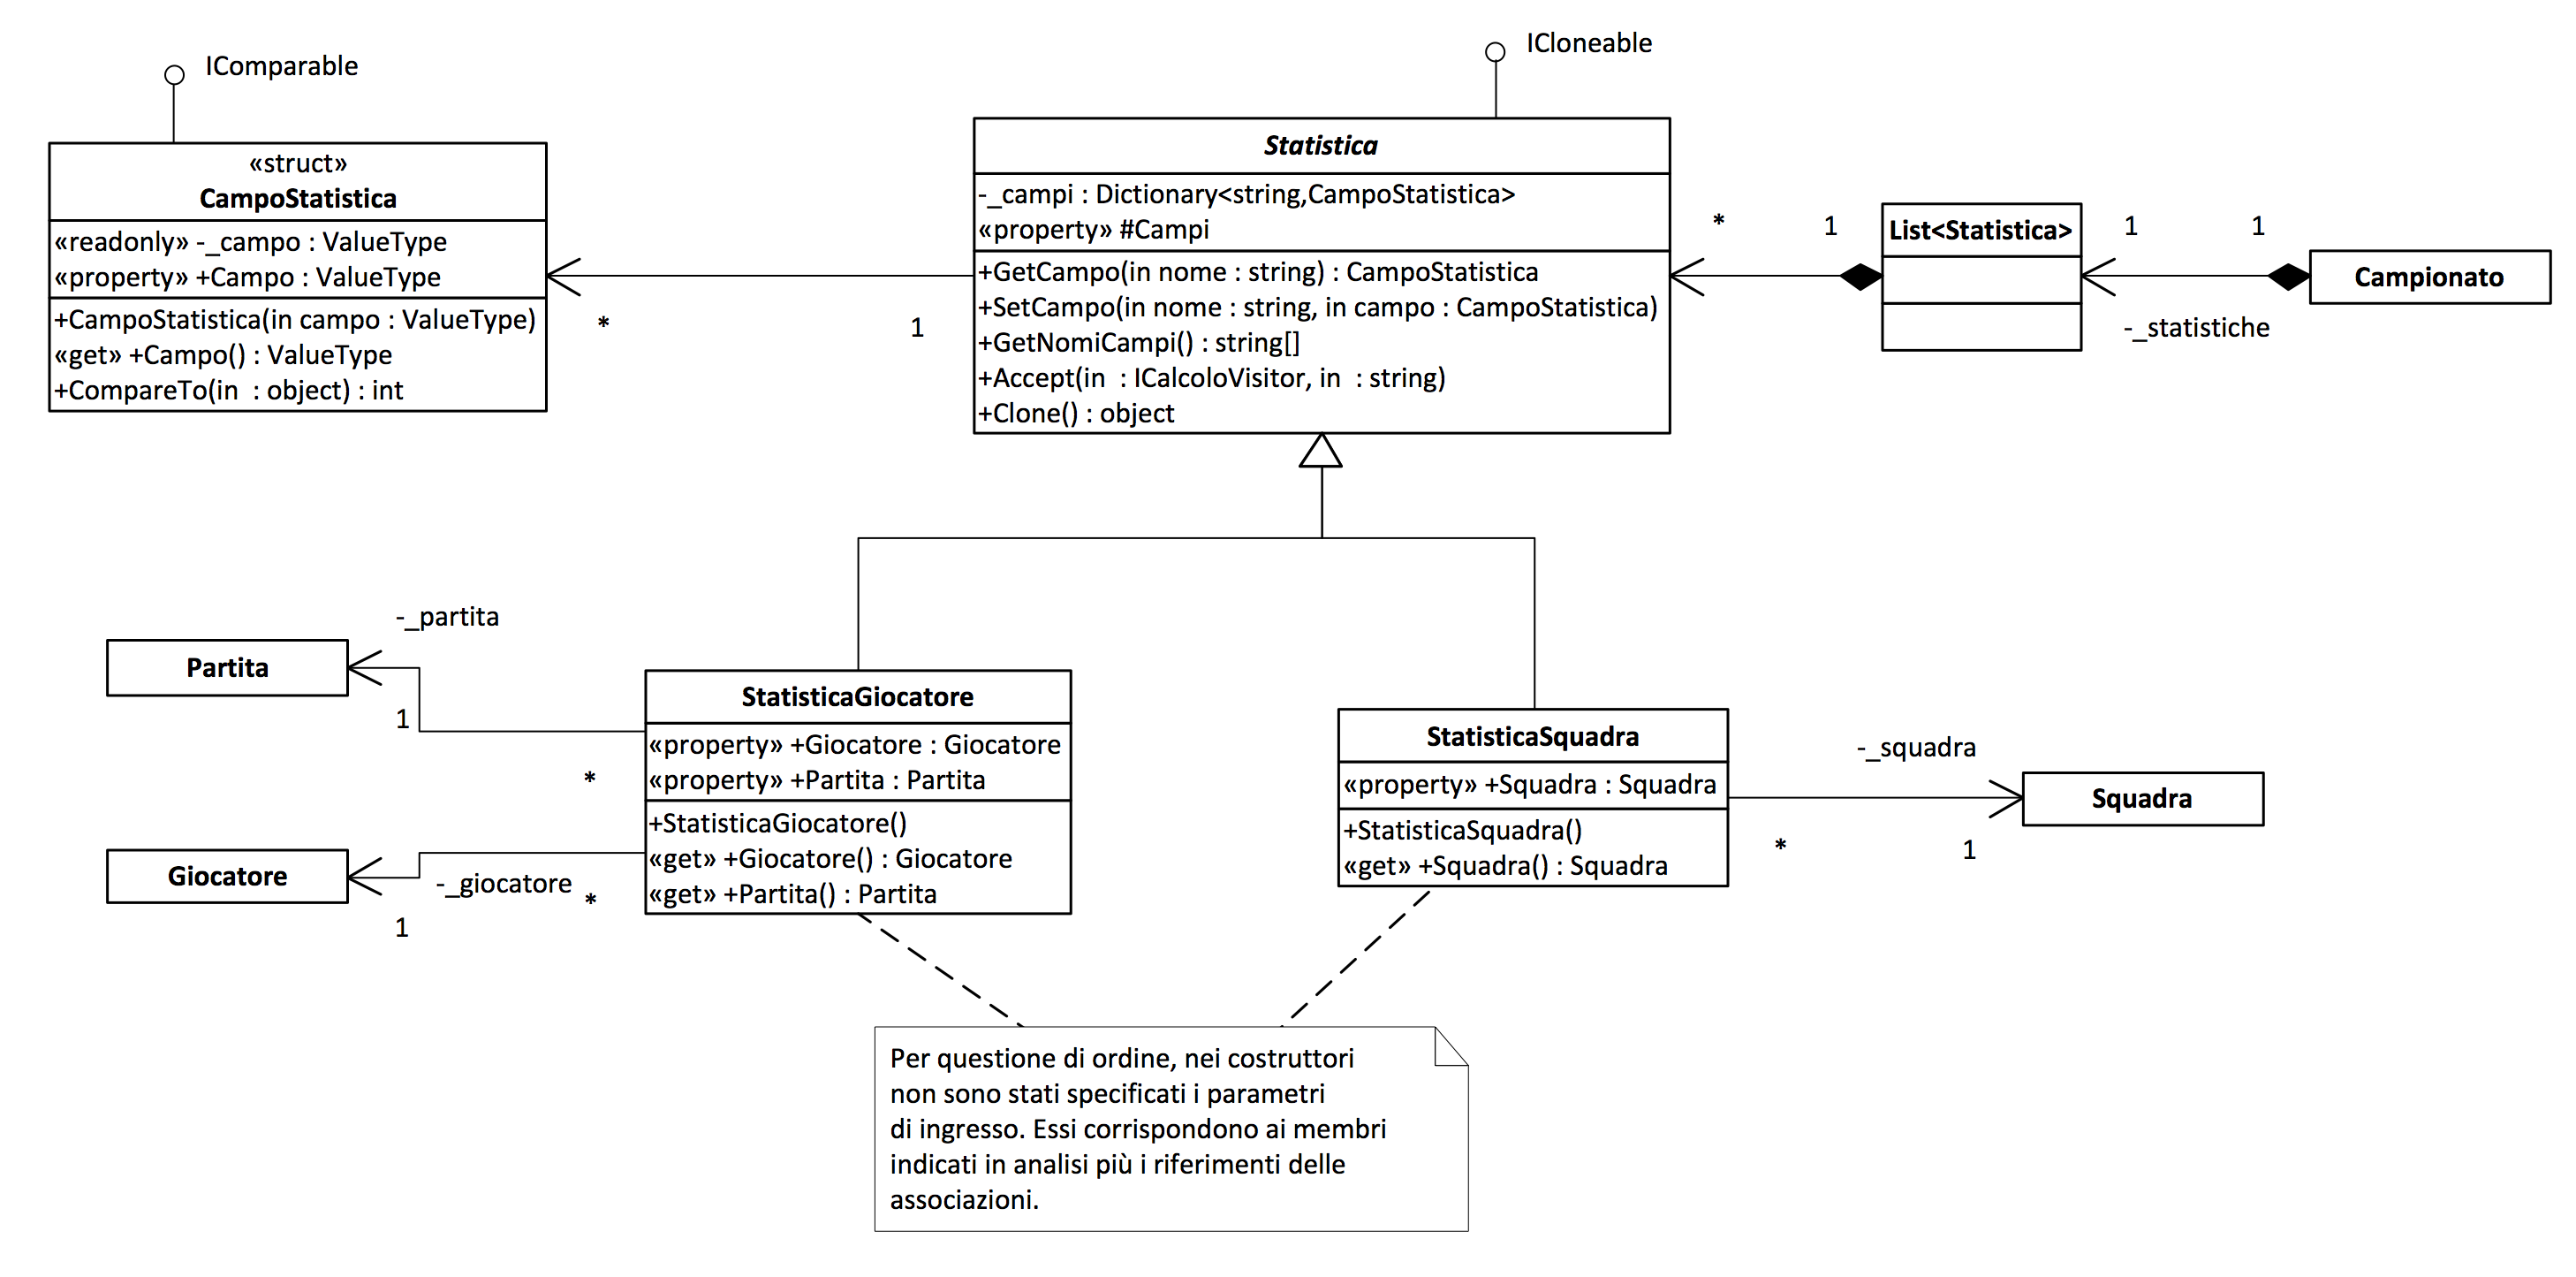 IComparable
ICloneable
«struct»
CampoStatistica
«readonly» -_campo : ValueType
«property» +Campo : ValueType
+CampoStatistica(in campo : ValueType)
«get» +Campo() : ValueType
+CompareTo(in  : object) : int
*
1
Statistica
-_campi : Dictionary<string,CampoStatistica>
«property» #Campi
+GetCampo(in nome : string) : CampoStatistica
+SetCampo(in nome : string, in campo : CampoStatistica)
+GetNomiCampi() : string[]
+Accept(in  : ICalcoloVisitor, in  : string)
+Clone() : object
*
1
List<Statistica>
1
1
-_statistiche
Campionato
-_partita
Partita
1
*
StatisticaGiocatore
«property» +Giocatore : Giocatore
«property» +Partita : Partita
+StatisticaGiocatore()
«get» +Giocatore() : Giocatore
«get» +Partita() : Partita
Giocatore
-_giocatore
*
1
StatisticaSquadra
«property» +Squadra : Squadra
+StatisticaSquadra()
«get» +Squadra() : Squadra
-_squadra
*
1
Squadra
Per questione di ordine, nei costruttori
non sono stati specificati i parametri
di ingresso. Essi corrispondono ai membri
indicati in analisi più i riferimenti delle
associazioni.